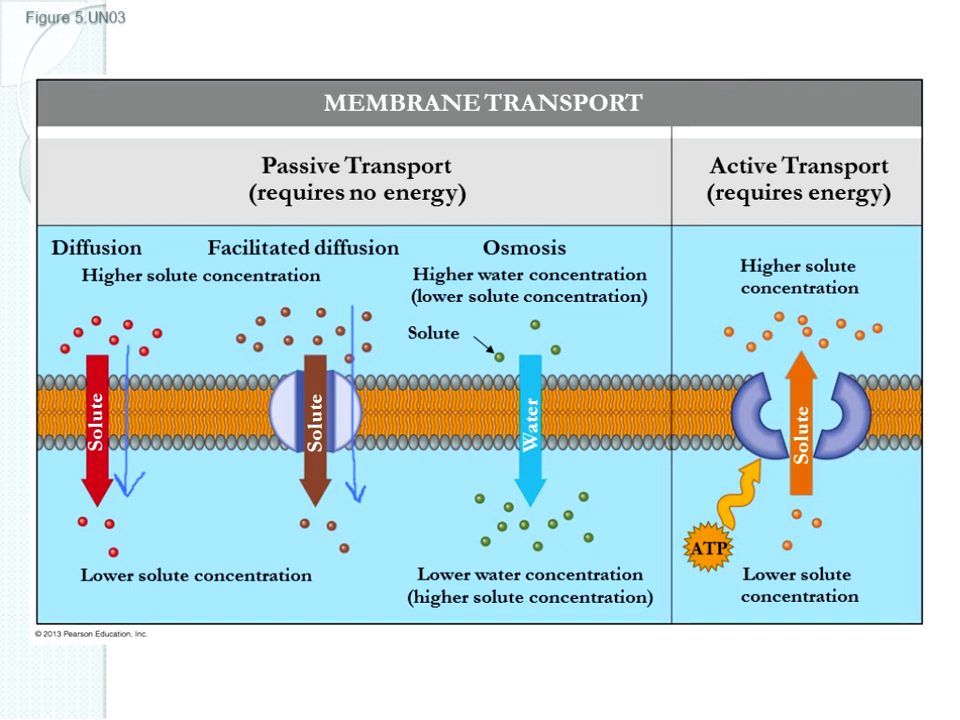 Figure 5.UN03
MEMBRANE TRANSPORT
Passive Transport
(requires no energy)
Active Transport
(requires energy)
Diffusion
Facilitated diffusion
Osmosis
Higher solute concentration
Higher water concentration
(lower solute concentration)
Higher solute
concentration
Solute
Solute
Solute
Water
Solute
ATP
Lower solute concentration
Lower water concentration
(higher solute concentration)
Lower solute
concentration
© 2013 Pearson Education, Inc.